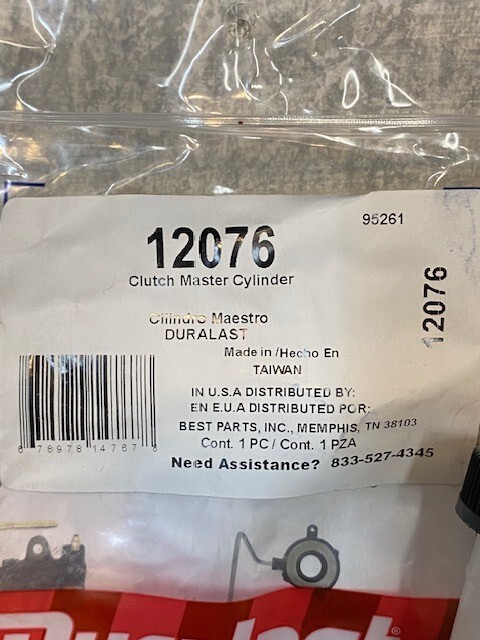 95261
12076
Clutch Master Cylinder
12076
Cilindro Maestro
DURALAST
Made in /Hecho En
TAIWAN
IN U.S.A DISTRIBUTED BY:
EN E.U.A DISTRIBUTED POR:
BEST PARTS, INC., MEMPHIS, TN 38103
Cont. 1 PC / Cont. 1 PZA
Need Assistance? 833-527-4345